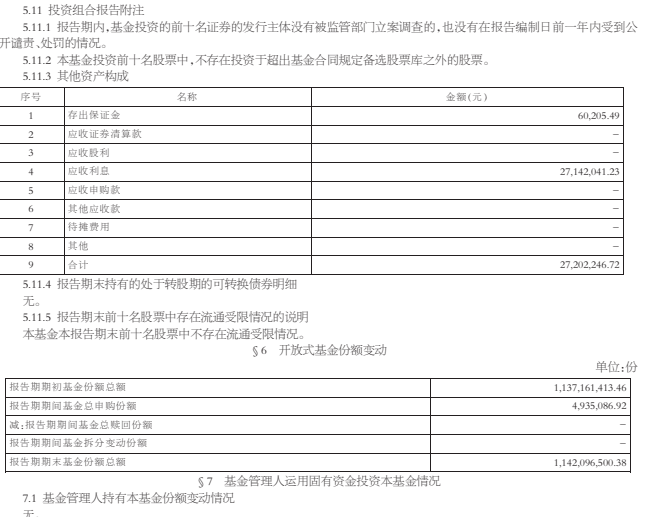 5.11 投资组合报告附注
5.11.1 报告期内,基金投资的前十名证券的发行主体没有被监管部门立案调查的,也没有在报告编制日前一年内受到公
开谴责、处罚的情况。
5.11.2 本基金投资前十名股票中,不存在投资于超出基金合同规定备选股票库之外的股票。
5.11.3 其他资产构成
序号 名称 金额(元)
1 存出保证金 60,205.49
2 应收证券清算款 –
3 应收股利 –
4 应收利息 27,142,041.23
5 应收申购款 –
6 其他应收款 –
7 待摊费用 –
8 其他 –
9 合计 27,202,246.72
5.11.4 报告期末持有的处于转股期的可转换债券明细
无。
5.11.5 报告期末前十名股票中存在流通受限情况的说明
本基金本报告期末前十名股票中不存在流通受限情况。
§6 开放式基金份额变动
单位:份
报告期期初基金份额总额 1,137,161,413.46
报告期期间基金总申购份额 4,935,086.92
减:报告期期间基金总赎回份额 –
报告期期间基金拆分变动份额 –
报告期期末基金份额总额 1,142,096,500.38
§7 基金管理人运用固有资金投资本基金情况
7.1 基金管理人持有本基金份额变动情况
无。